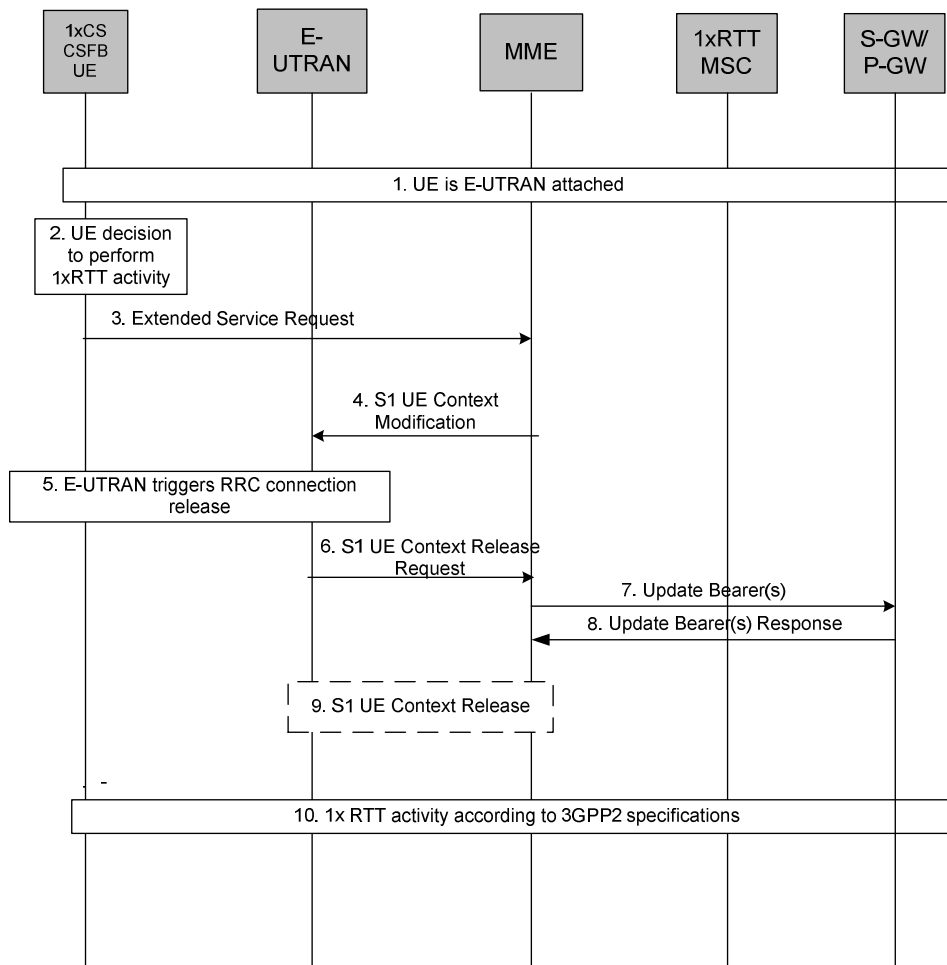 1xCS
CSFB
UE
E-
UTRAN
MME
1xRTT
MSC
S-GW/
P-GW
1. UE is E-UTRAN attached
2. UE decision
to perform
1xRTT activity
3. Extended Service Request
4. S1 UE Context
Modification
5. E-UTRAN triggers RRC connection
release
6. S1 UE Context Release
Request
7. Update Bearer(s)
8. Update Bearer(s) Response
9. S1 UE Context Release
10. 1x RTT activity according to 3GPP2 specifications